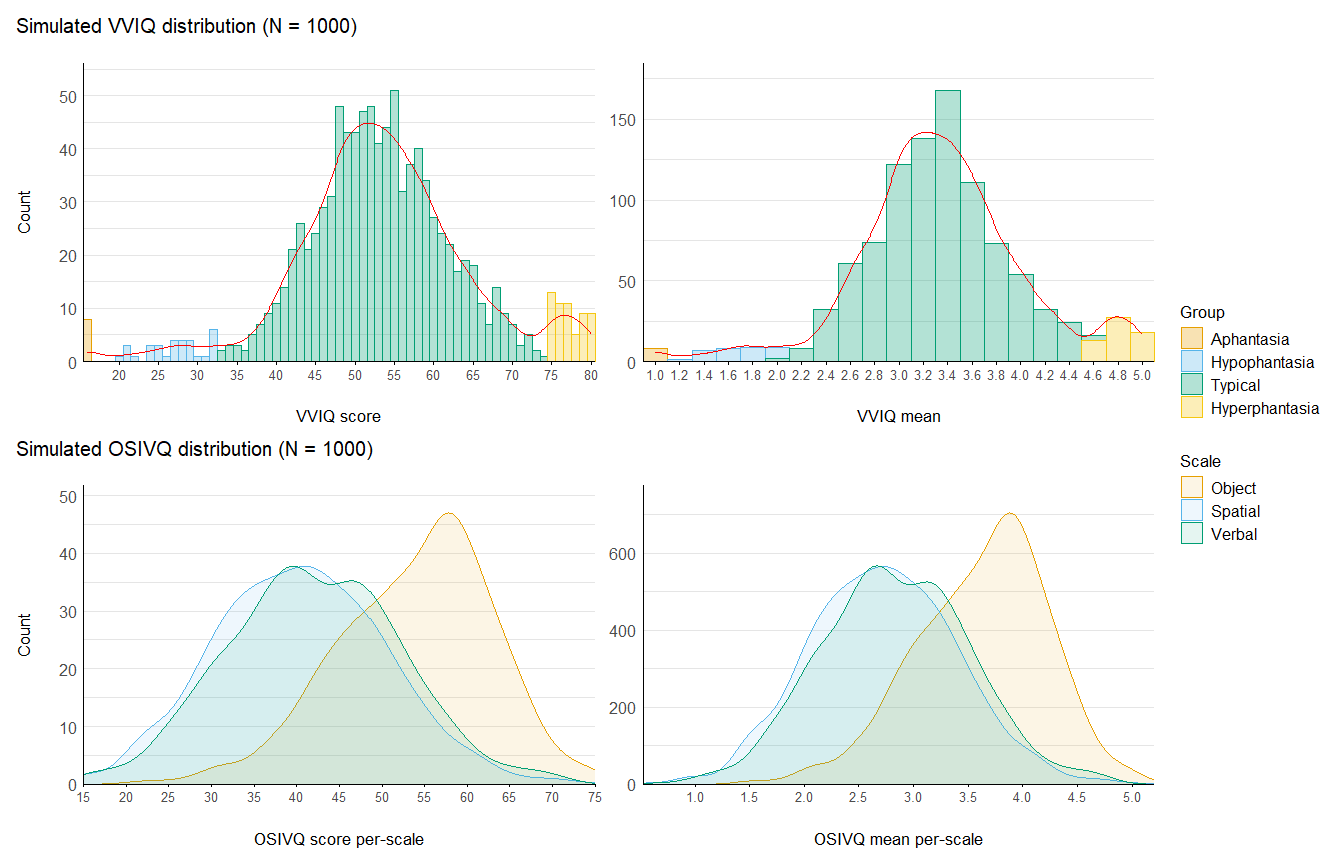 Simulated VVIQ distribution (N = 1000)
50
40
30
20
10
0
Count
20 25 30 35 40 45 50 55 60 65 70 75 80
VVIQ score
150
100
50
0
1.0 1.2 1.4 1.6 1.8 2.0 2.2 2.4 2.6 2.8 3.0 3.2 3.4 3.6 3.8 4.0 4.2 4.4 4.6 4.8 5.0
VVIQ mean
Group
Aphantasia
Hypophantasia
Typical
Hyperphantasia
Simulated OSIVQ distribution (N = 1000)
50
40
30
20
10
0
Count
15 20 25 30 35 40 45 50 55 60 65 70 75
OSIVQ score per-scale
600
400
200
0
1.0 1.5 2.0 2.5 3.0 3.5 4.0 4.5 5.0
OSIVQ mean per-scale
Scale
Object
Spatial
Verbal